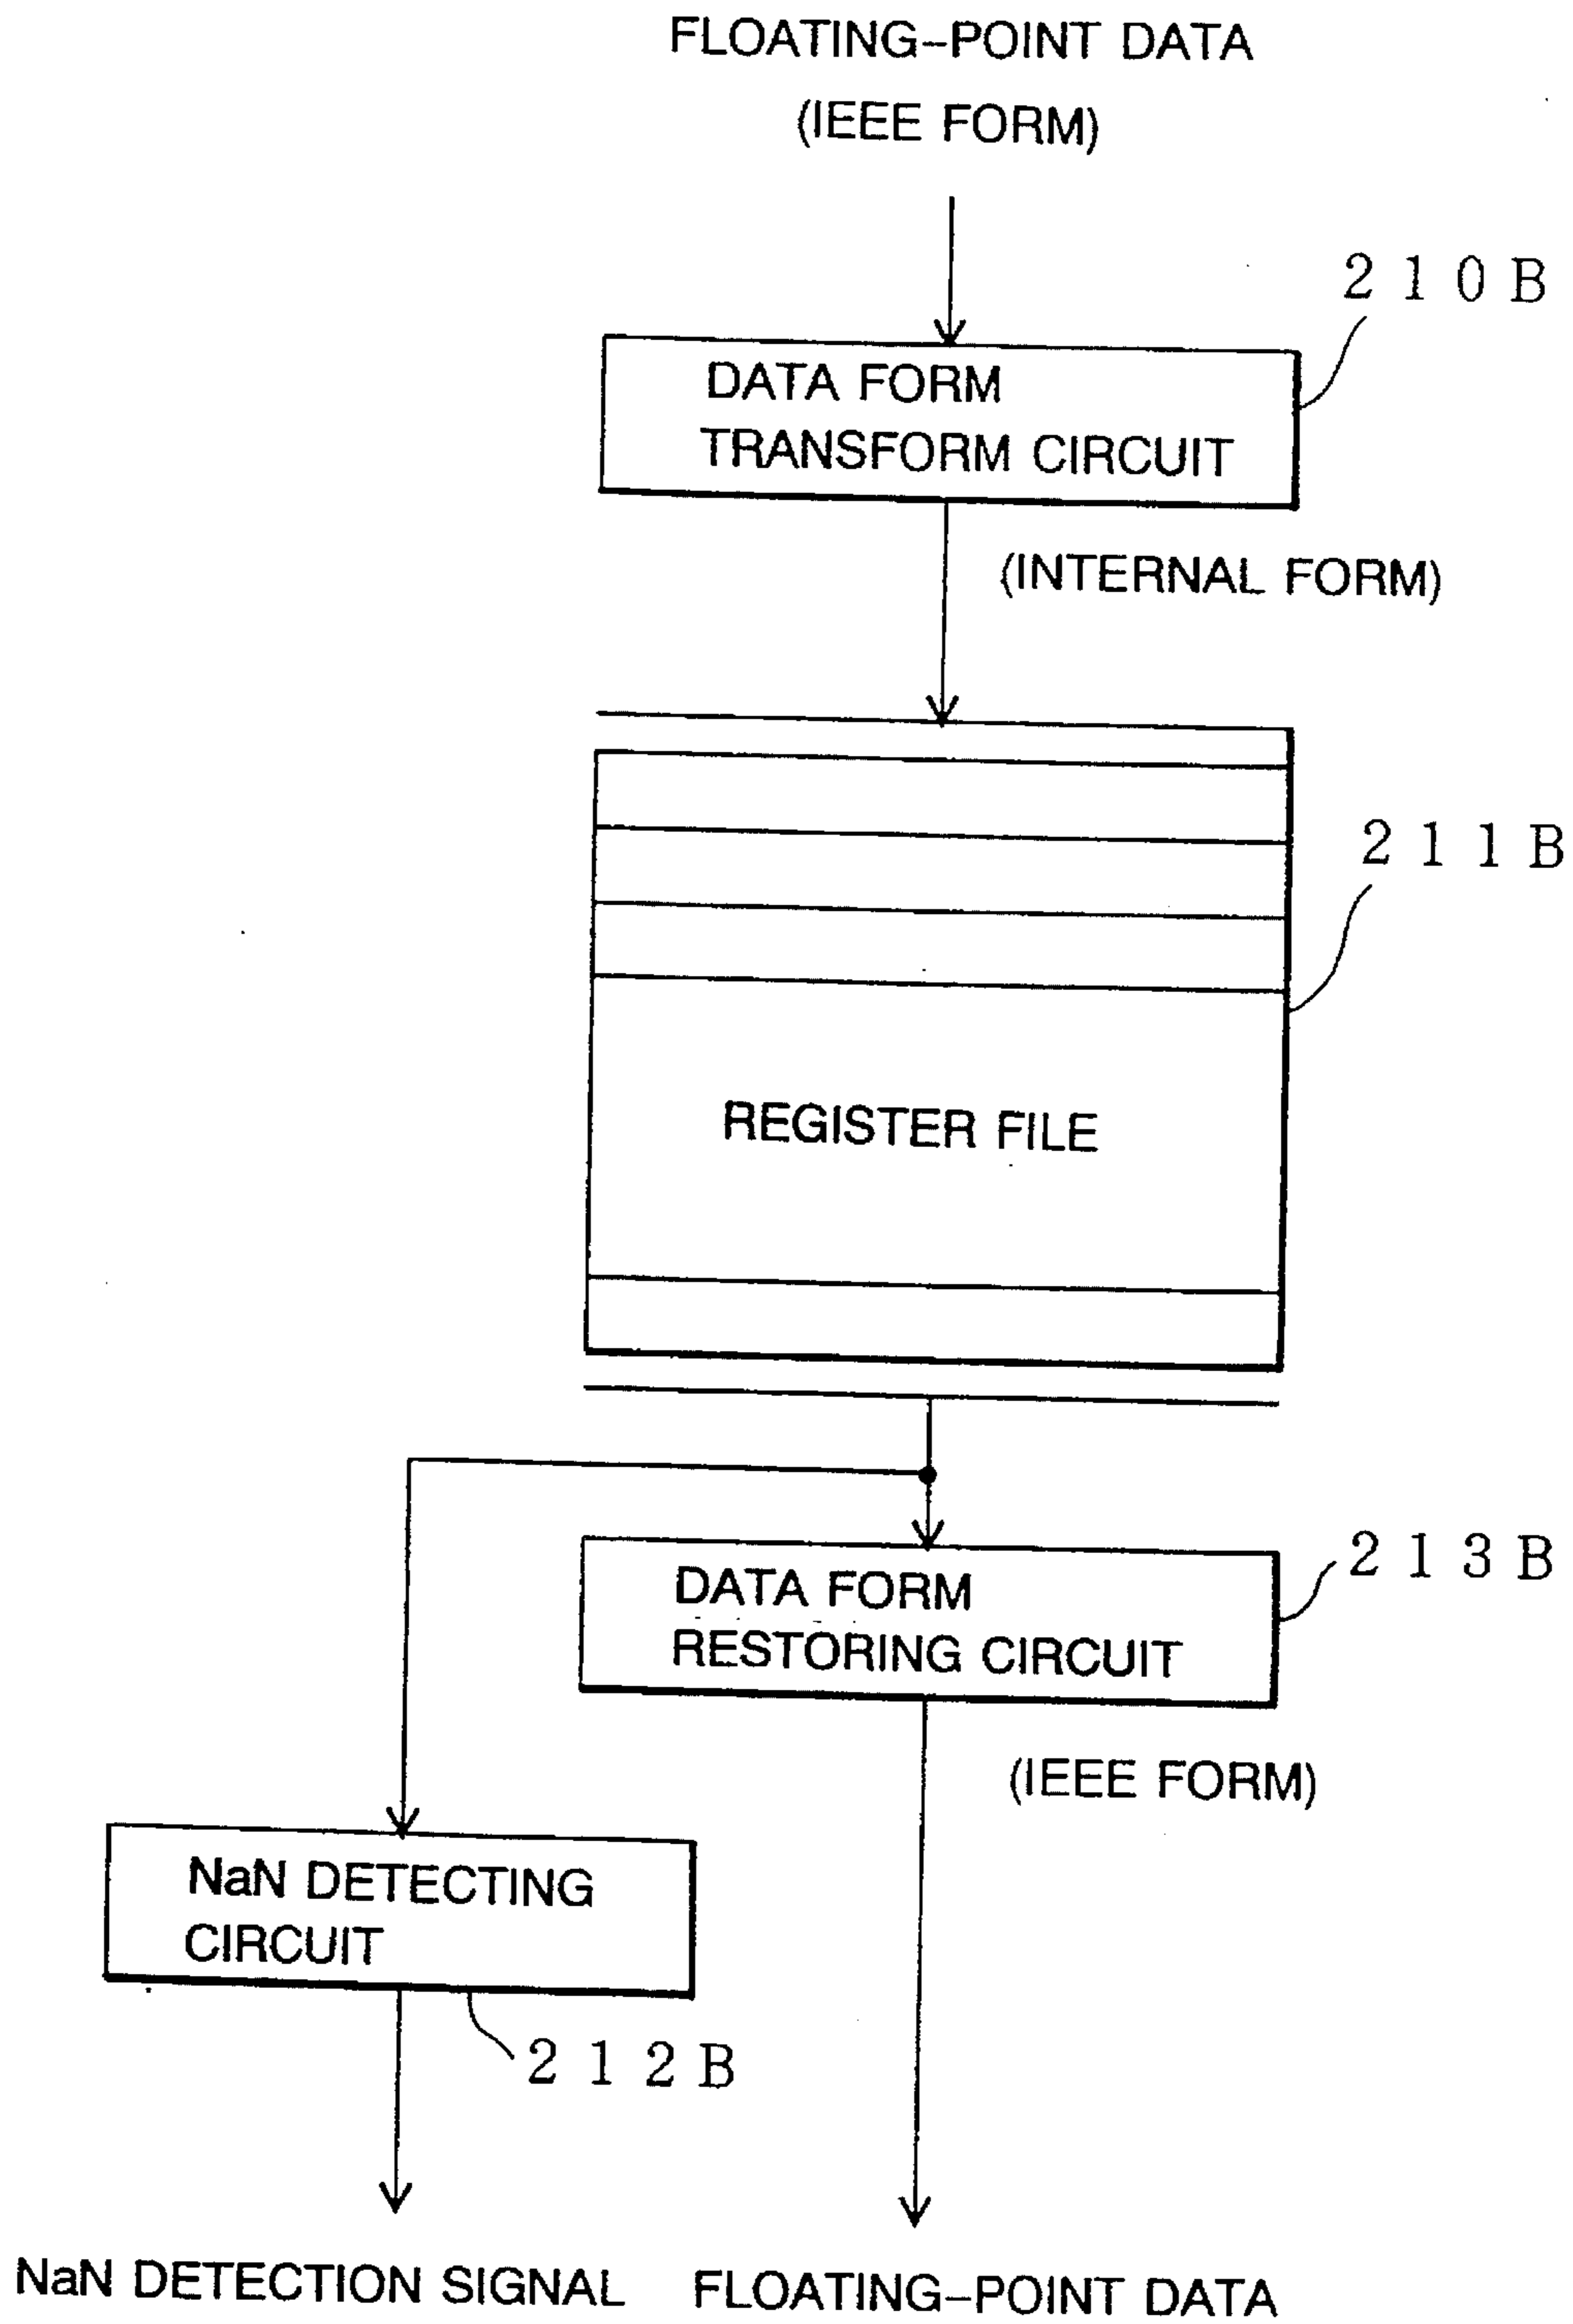 FLOATING-POINT DATA
(IEEE FORM)
210B
DATA FORM
TRANSFORM CIRCUIT
(INTERNAL FORM)
211B
REGISTER FILE
213B
DATA FORM
RESTORING CIRCUIT
(IEEE FORM)
NaN DETECTING
CIRCUIT
212B
NaN DETECTION SIGNAL
FLOATING-POINT DATA